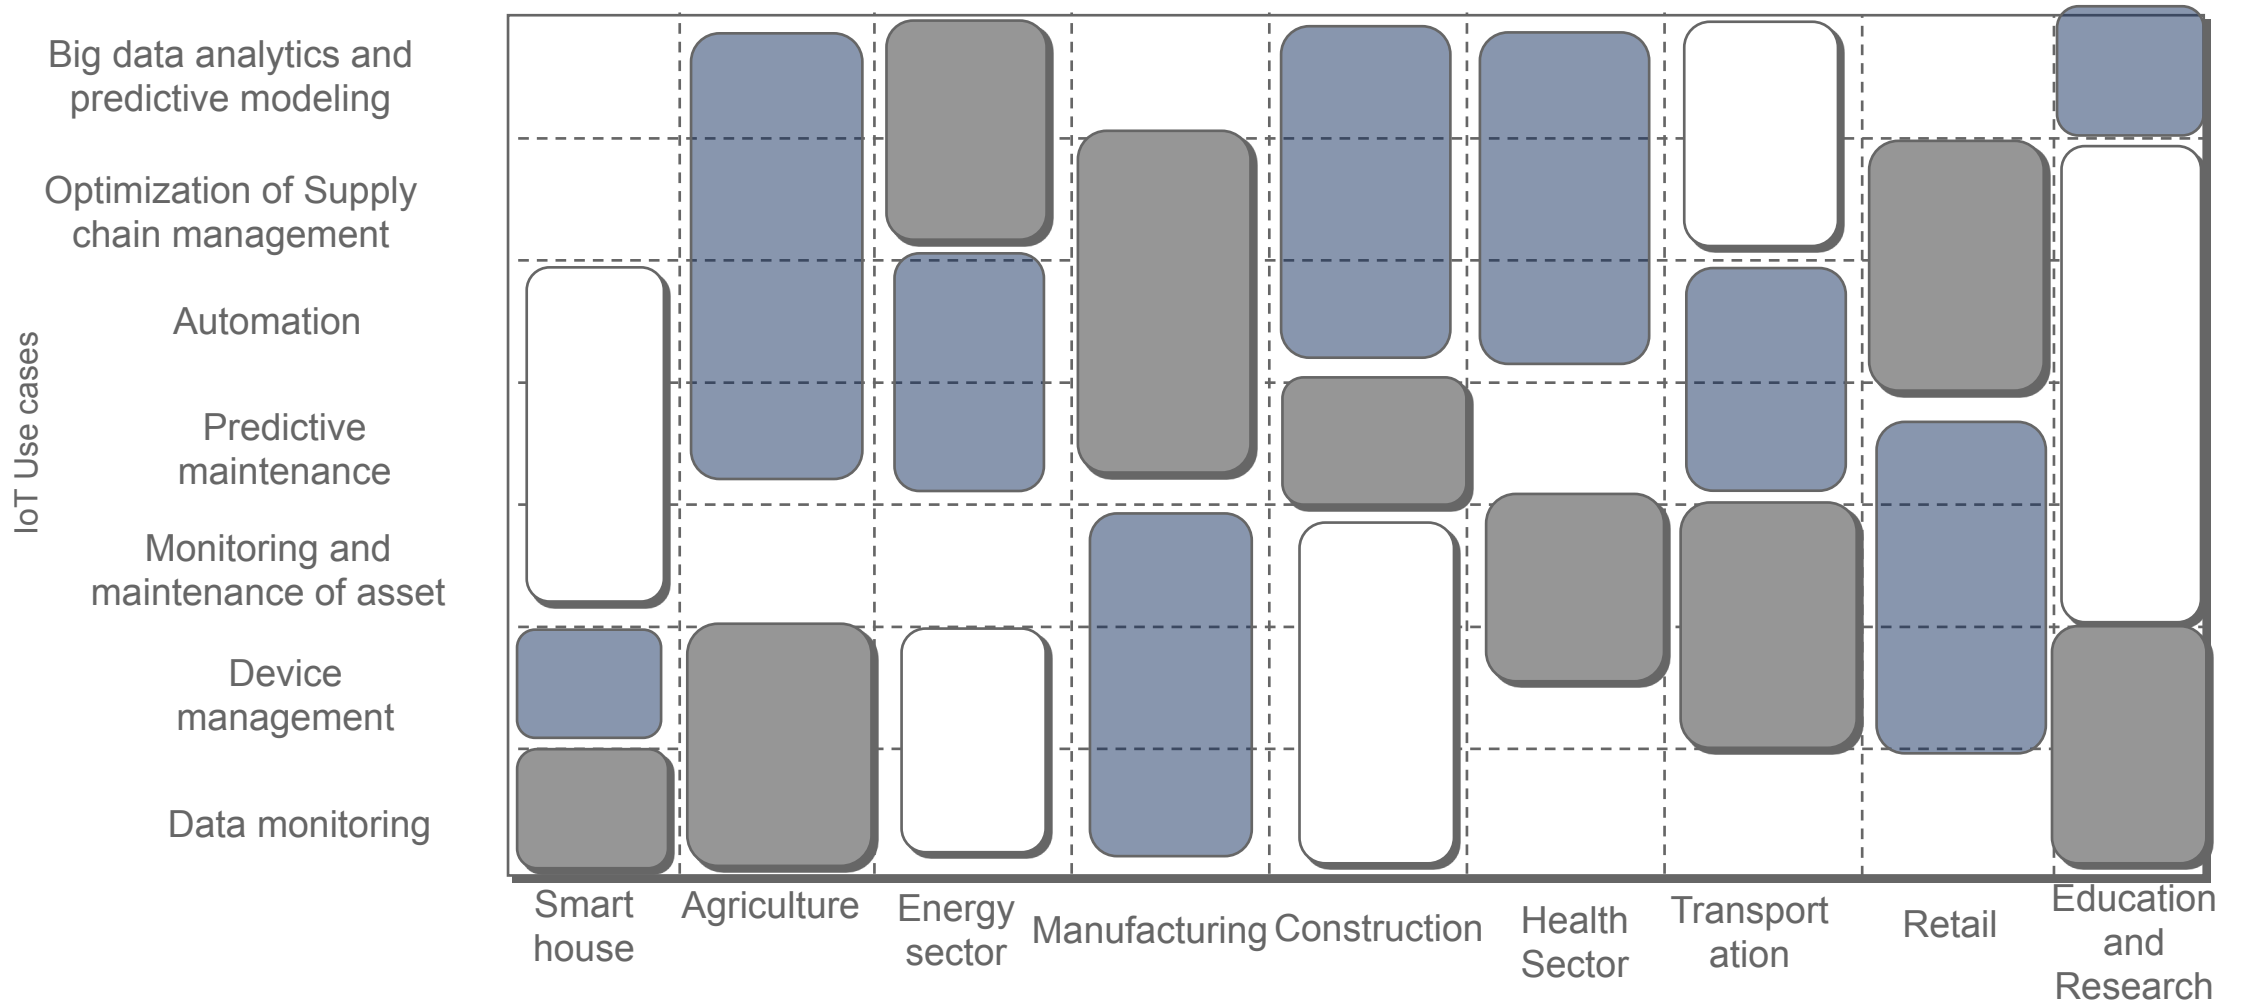 Big data analytics and
predictive modeling
Optimization of Supply
chain management
Automation
IoT Use cases
Predictive
maintenance
Monitoring and
maintenance of asset
Device
management
Data monitoring
Smart
house
Agriculture
Energy
sector
Manufacturing
Construction
Health
Sector
Transport
ation
Retail
Education
and
Research